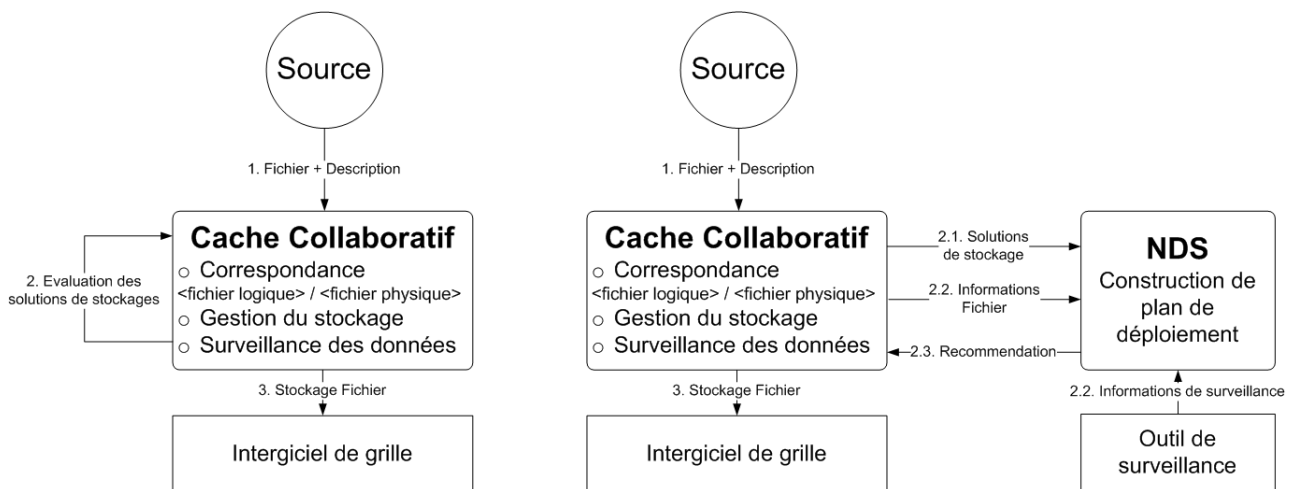 Source
1. Fichier + Description
Cache Collaboratif
○ Correspondance
<fichier logique> / <fichier physique>
○ Gestion du stockage
○ Surveillance des données
2. Evaluation des
solutions de stockages
3. Stockage Fichier
Intergiciel de grille
Source
1. Fichier + Description
Cache Collaboratif
○ Correspondance
<fichier logique> / <fichier physique>
○ Gestion du stockage
○ Surveillance des données
2.1. Solutions
de stockage
2.2. Informations
Fichier
2.3. Recommendation
NDS
Construction de
plan de
déploiement
3. Stockage Fichier
2.2. Informations de surveillance
Intergiciel de grille
Outil de
surveillance